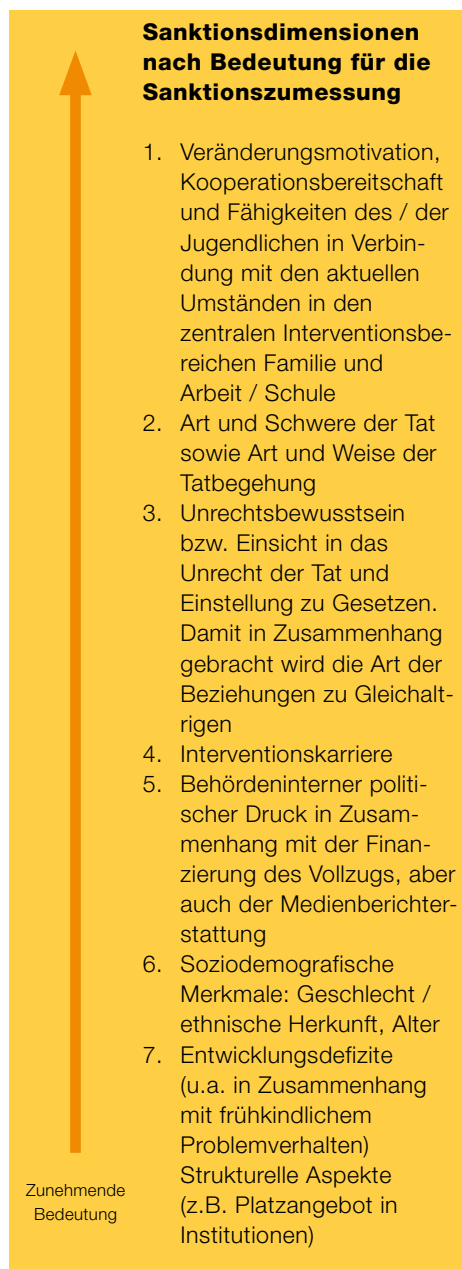 Sanktionsdimensionen
nach Bedeutung für die
Sanktionszumessung
1. Veränderungsmotivation,
Kooperationsbereitschaft
und Fähigkeiten des / der
Jugendlichen in Verbin-
dung mit den aktuellen
Umständen in den
zentralen Interventionsbe-
reichen Familie und
Arbeit / Schule
2. Art und Schwere der Tat
sowie Art und Weise der
Tatbegehung
3. Unrechtsbewusstsein
bzw. Einsicht in das
Unrecht der Tat und
Einstellung zu Gesetzen.
Damit in Zusammenhang
gebracht wird die Art der
Beziehungen zu Gleichalt-
rigen
4. Interventionskarriere
5. Behördeninterner politi-
scher Druck in Zusam-
menhang mit der Finan-
zierung des Vollzugs, aber
auch der Medienberichter-
stattung
6. Soziodemografische
Merkmale: Geschlecht /
ethnische Herkunft, Alter
7. Entwicklungsdefizite
(u.a. in Zusammenhang
mit frühkindlichem
Problemverhalten)
Strukturelle Aspekte
(z.B. Platzangebot in
Institutionen)
Zunehmende
Bedeutung